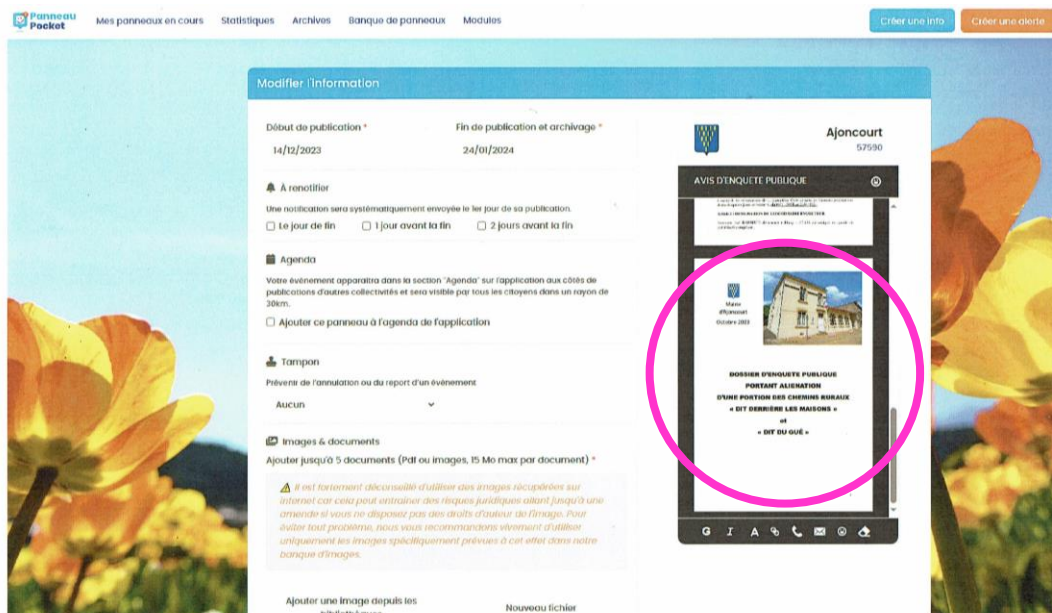 Panneau
Pocket
Mes panneaux en cours
Statistiques
Archives
Banque de panneaux
Modules
Créer une info
Créer une alerte
Modifier l'information
Début de publication *
Fin de publication et archivage *
14/12/2023
24/01/2024
À renotifier
Une notification sera systématiquement envoyée le 1er jour de sa publication.
Le jour de fin
1 jour avant la fin
2 jours avant la fin
Agenda
Votre événement apparaitra dans la section "Agenda" sur l'application aux côtés de
publications d'autres collectivités et sera visible par tous les citoyens dans un rayon de
30km.
Ajouter ce panneau à l'agenda de l'application
Tampon
Prévenir de l'annulation ou du report d'un événement
Aucun
Images & documents
Ajouter jusqu'à 5 documents (Pdf ou images, 15 Mo max par document) *
Il est fortement déconseillé d'utiliser des images récupérées sur
internet car cela peut entrainer des risques juridiques allant jusqu'à une
amende si vous ne disposez pas des droits d'auteur de l'image. Pour
éviter tout problème, nous vous recommandons vivement d'utiliser
uniquement les images spécifiquement prévues à cet effet dans notre
banque d'images.
Ajouter une image depuis les
Nouveau fichier
Ajoncourt
57590
AVIS D'ENQUETE PUBLIQUE
Mairie
d'Ajoncourt
Octobre 2023
DOSSIER D'ENQUETE PUBLIQUE
PORTANT ALIENATION
D'UNE PORTION DES CHEMINS RURAUX
« DIT DERRIÈRE LES MAISONS »
et
« DIT DU GUÉ »
G I A